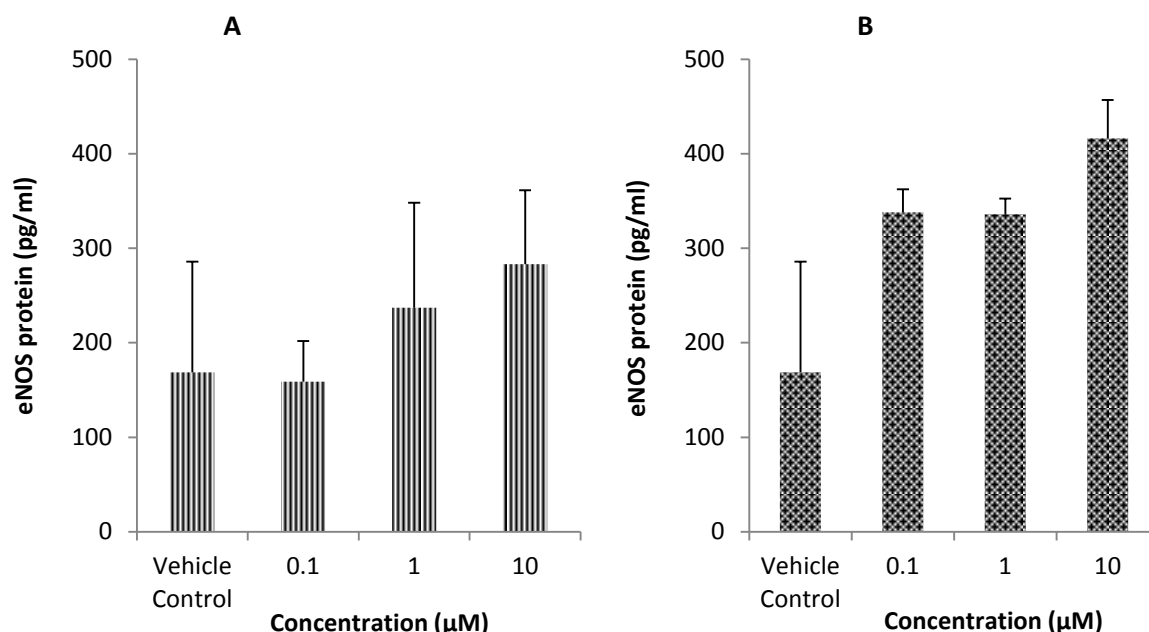 A
eNOS protein (pg/ml)
500
400
300
200
100
0
Vehicle
Control
0.1
1
10
Concentration (µM)
B
eNOS protein (pg/ml)
500
400
300
200
100
0
Vehicle
Control
0.1
1
10
Concentration (µM)